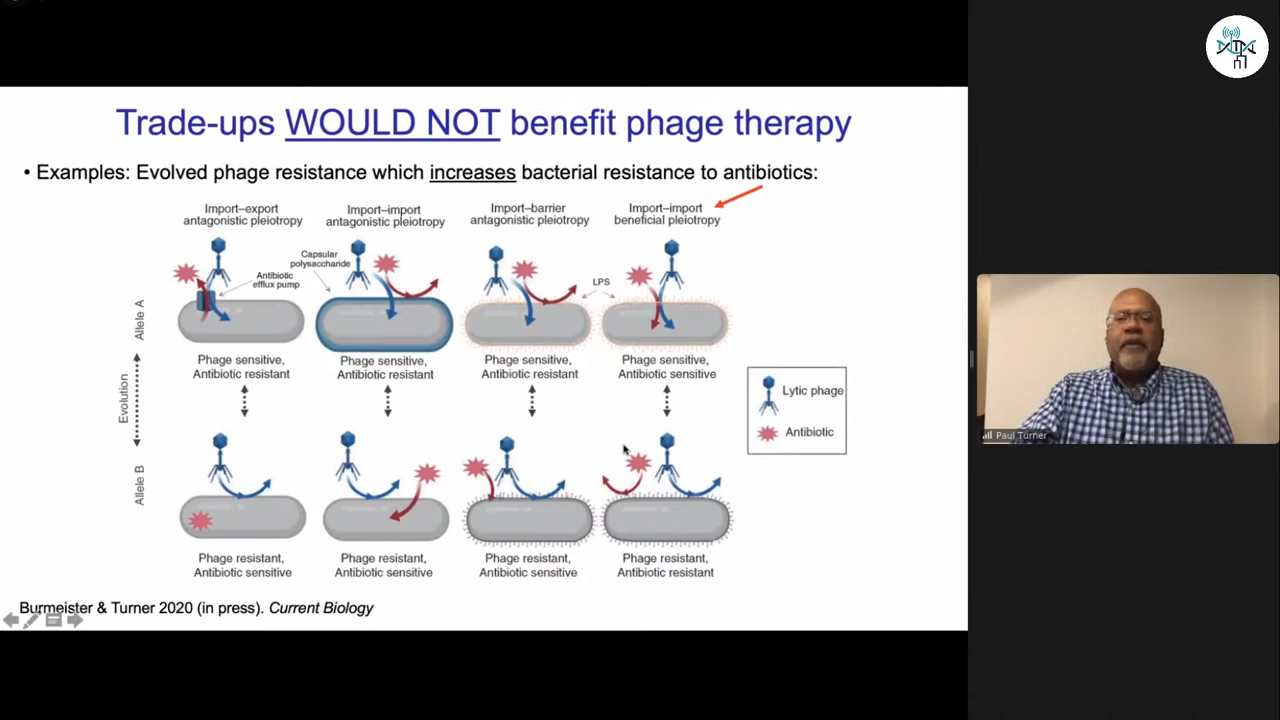 Trade-ups WOULD NOT benefit phage therapy
• Examples: Evolved phage resistance which increases bacterial resistance to antibiotics:
Import–export
antagonistic pleiotropy
Import–import
antagonistic pleiotropy
Import–barrier
antagonistic pleiotropy
Import–import
beneficial pleiotropy
Antibiotic
efflux pump
Capsular
polysaccharide
LPS
Allele A
Phage sensitive,
Antibiotic resistant
Phage sensitive,
Antibiotic resistant
Phage sensitive,
Antibiotic resistant
Phage sensitive,
Antibiotic sensitive
Evolution
Lytic phage
Antibiotic
Allele B
Phage resistant,
Antibiotic sensitive
Phage resistant,
Antibiotic sensitive
Phage resistant,
Antibiotic sensitive
Phage resistant,
Antibiotic resistant
Burmeister & Turner 2020 (in press). Current Biology
Paul Turner